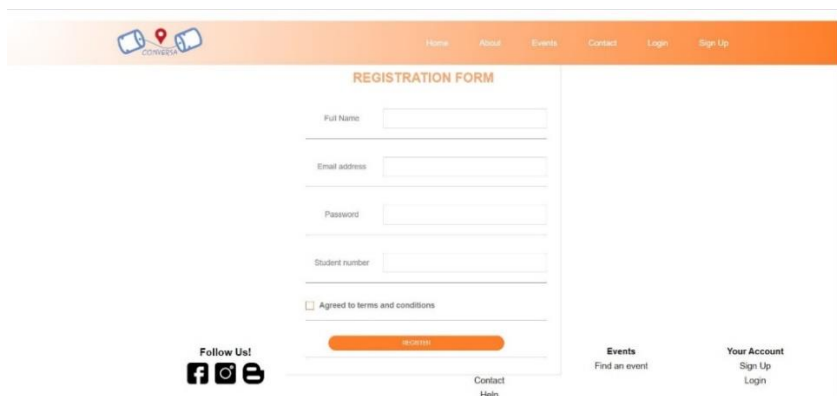 CONVERSA
Home About Events Contact Login Sign Up
REGISTRATION FORM
Full Name
Email address
Password
Student number
Agreed to terms and conditions
REGISTER
Follow Us!
Events
Your Account
Find an event
Sign Up
Contact
Login
Help